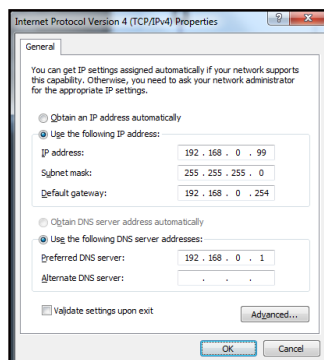 Internet Protocol Version 4 (TCP/IPv4) Properties
General
You can get IP settings assigned automatically if your network supports
this capability. Otherwise, you need to ask your network administrator
for the appropriate IP settings.
Obtain an IP address automatically
Use the following IP address:
IP address: 192 . 168 . 0 . 99
Subnet mask: 255 . 255 . 255 . 0
Default gateway: 192 . 168 . 0 . 254
Obtain DNS server address automatically
Use the following DNS server addresses:
Preferred DNS server: 192 . 168 . 0 . 1
Alternate DNS server: . . .
Validate settings upon exit
Advanced...
OK Cancel